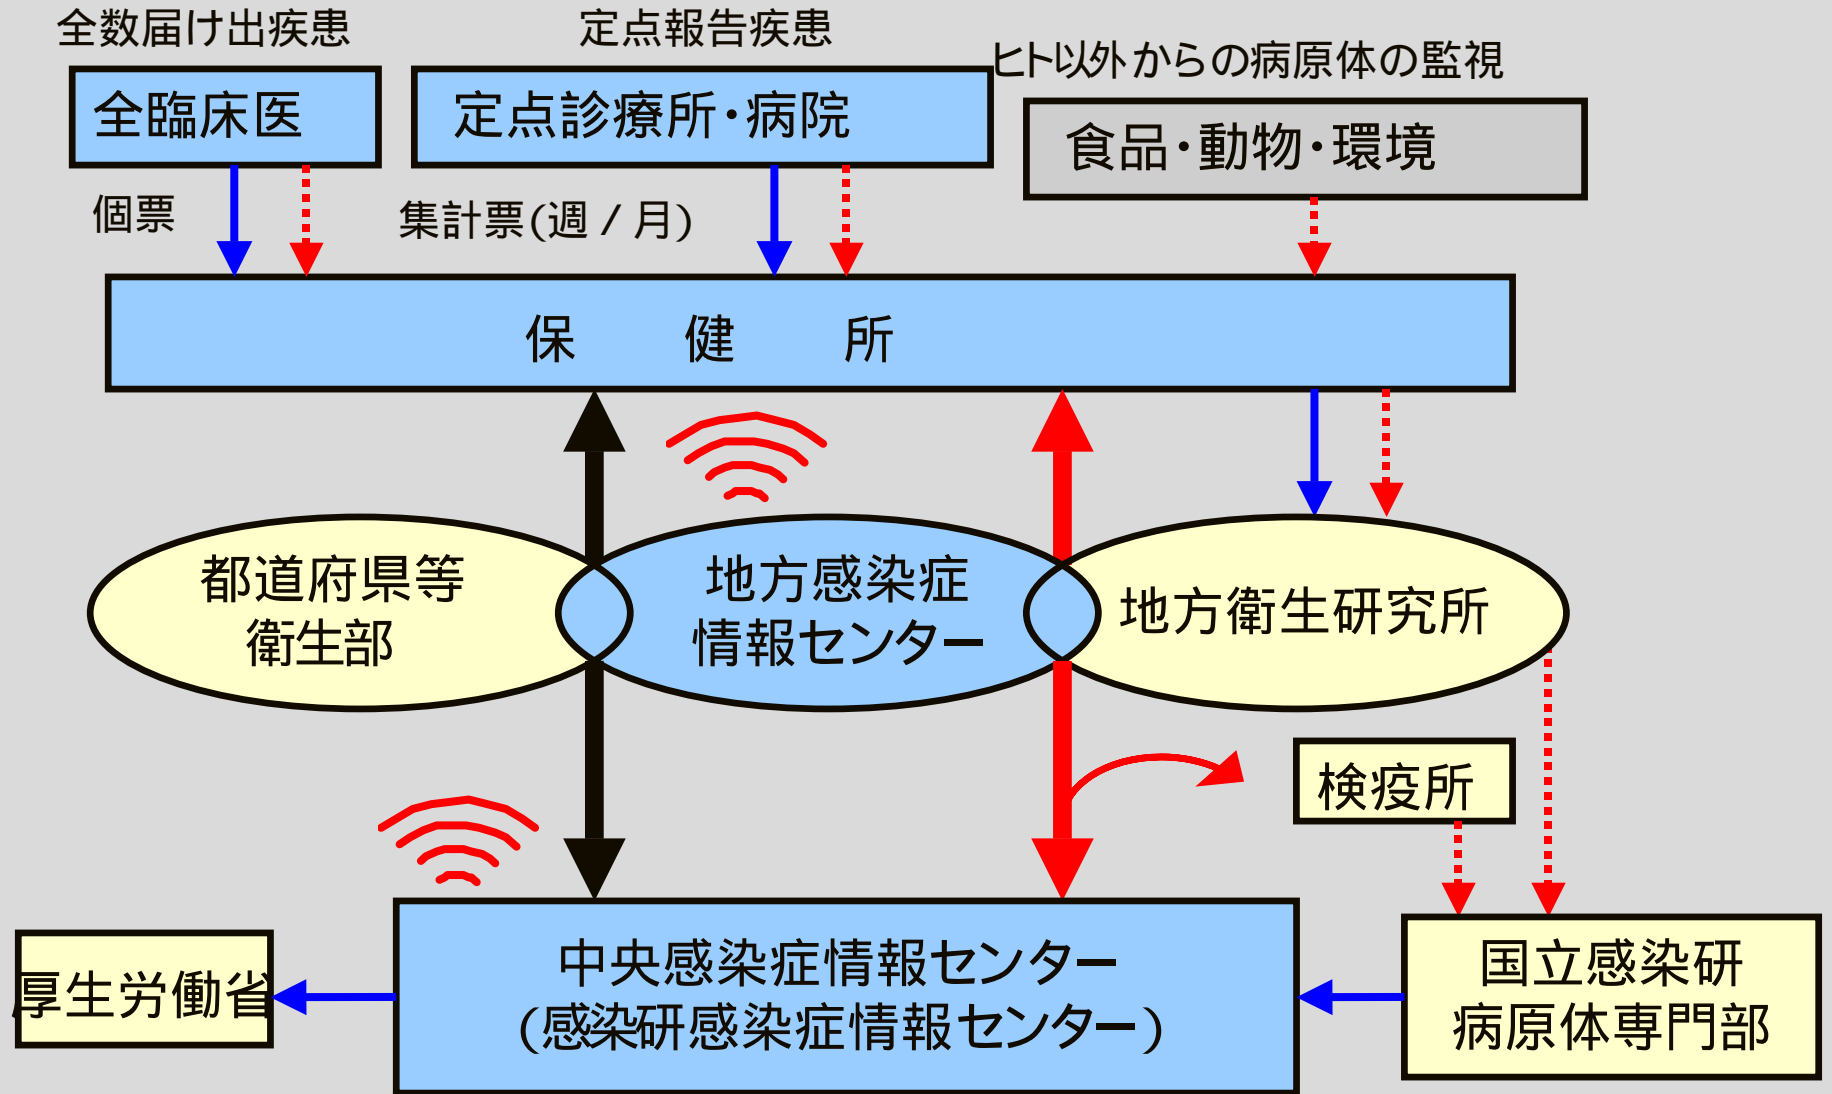 全数届け出疾患
定点報告疾患
ヒト以外からの病原体の監視
全臨床医
定点診療所・病院
食品・動物・環境
個票
集計票(週/月)
保 健 所
都道府県等
衛生部
地方感染症
情報センター
地方衛生研究所
検疫所
厚生労働省
中央感染症情報センター
(感染研感染症情報センター)
国立感染研
病原体専門部